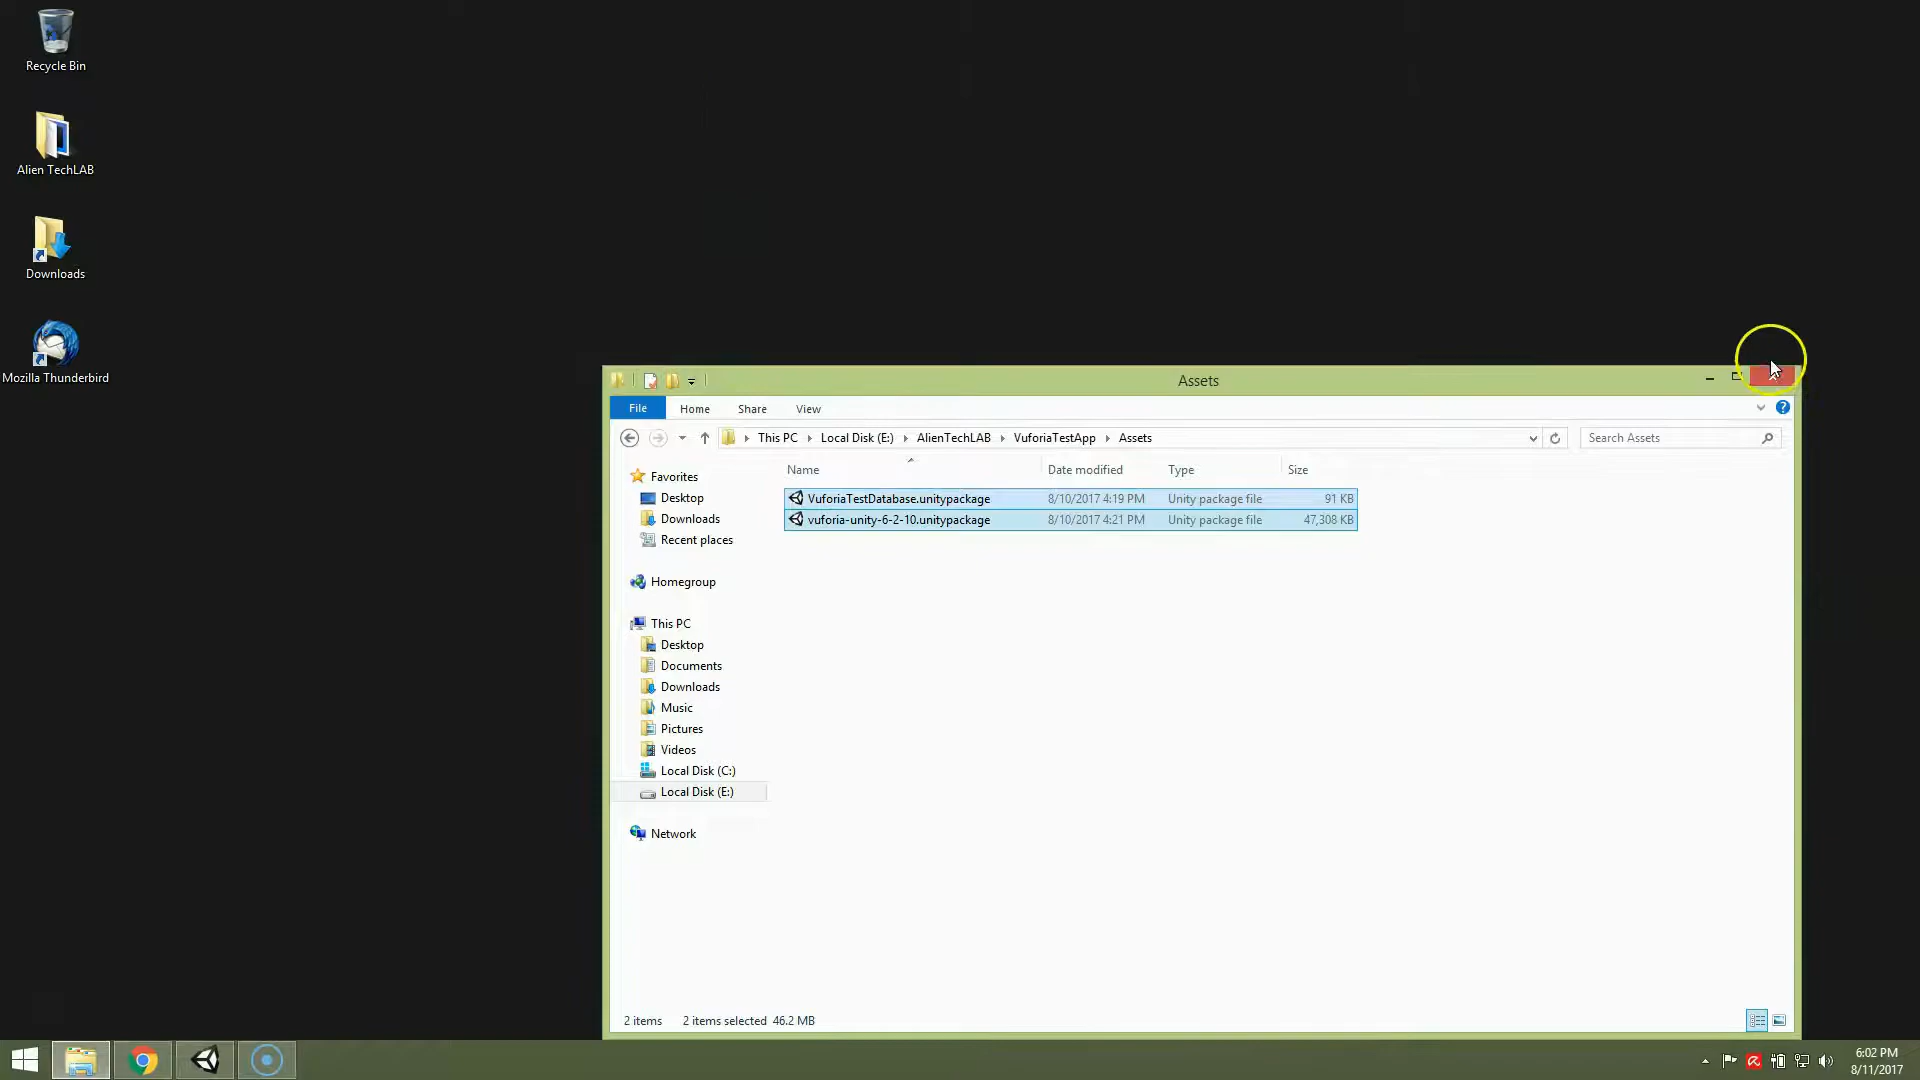 Recycle Bin
Alien TechLAB
Downloads
Mozilla Thunderbird
Assets
File Home Share View
This PC Local Disk (E:) AlienTechLAB VuforiaTestApp Assets
Search Assets
Name Date modified Type Size
VuforiaTestDatabase.unitypackage 8/10/2017 4:19 PM Unity package file 91 KB
vuforia-unity-6-2-10.unitypackage 8/10/2017 4:21 PM Unity package file 47,308 KB
Favorites
Desktop
Downloads
Recent places
Homegroup
This PC
Desktop
Documents
Downloads
Music
Pictures
Videos
Local Disk (C:)
Local Disk (E:)
Network
2 items 2 items selected 46.2 MB
6:02 PM
8/11/2017